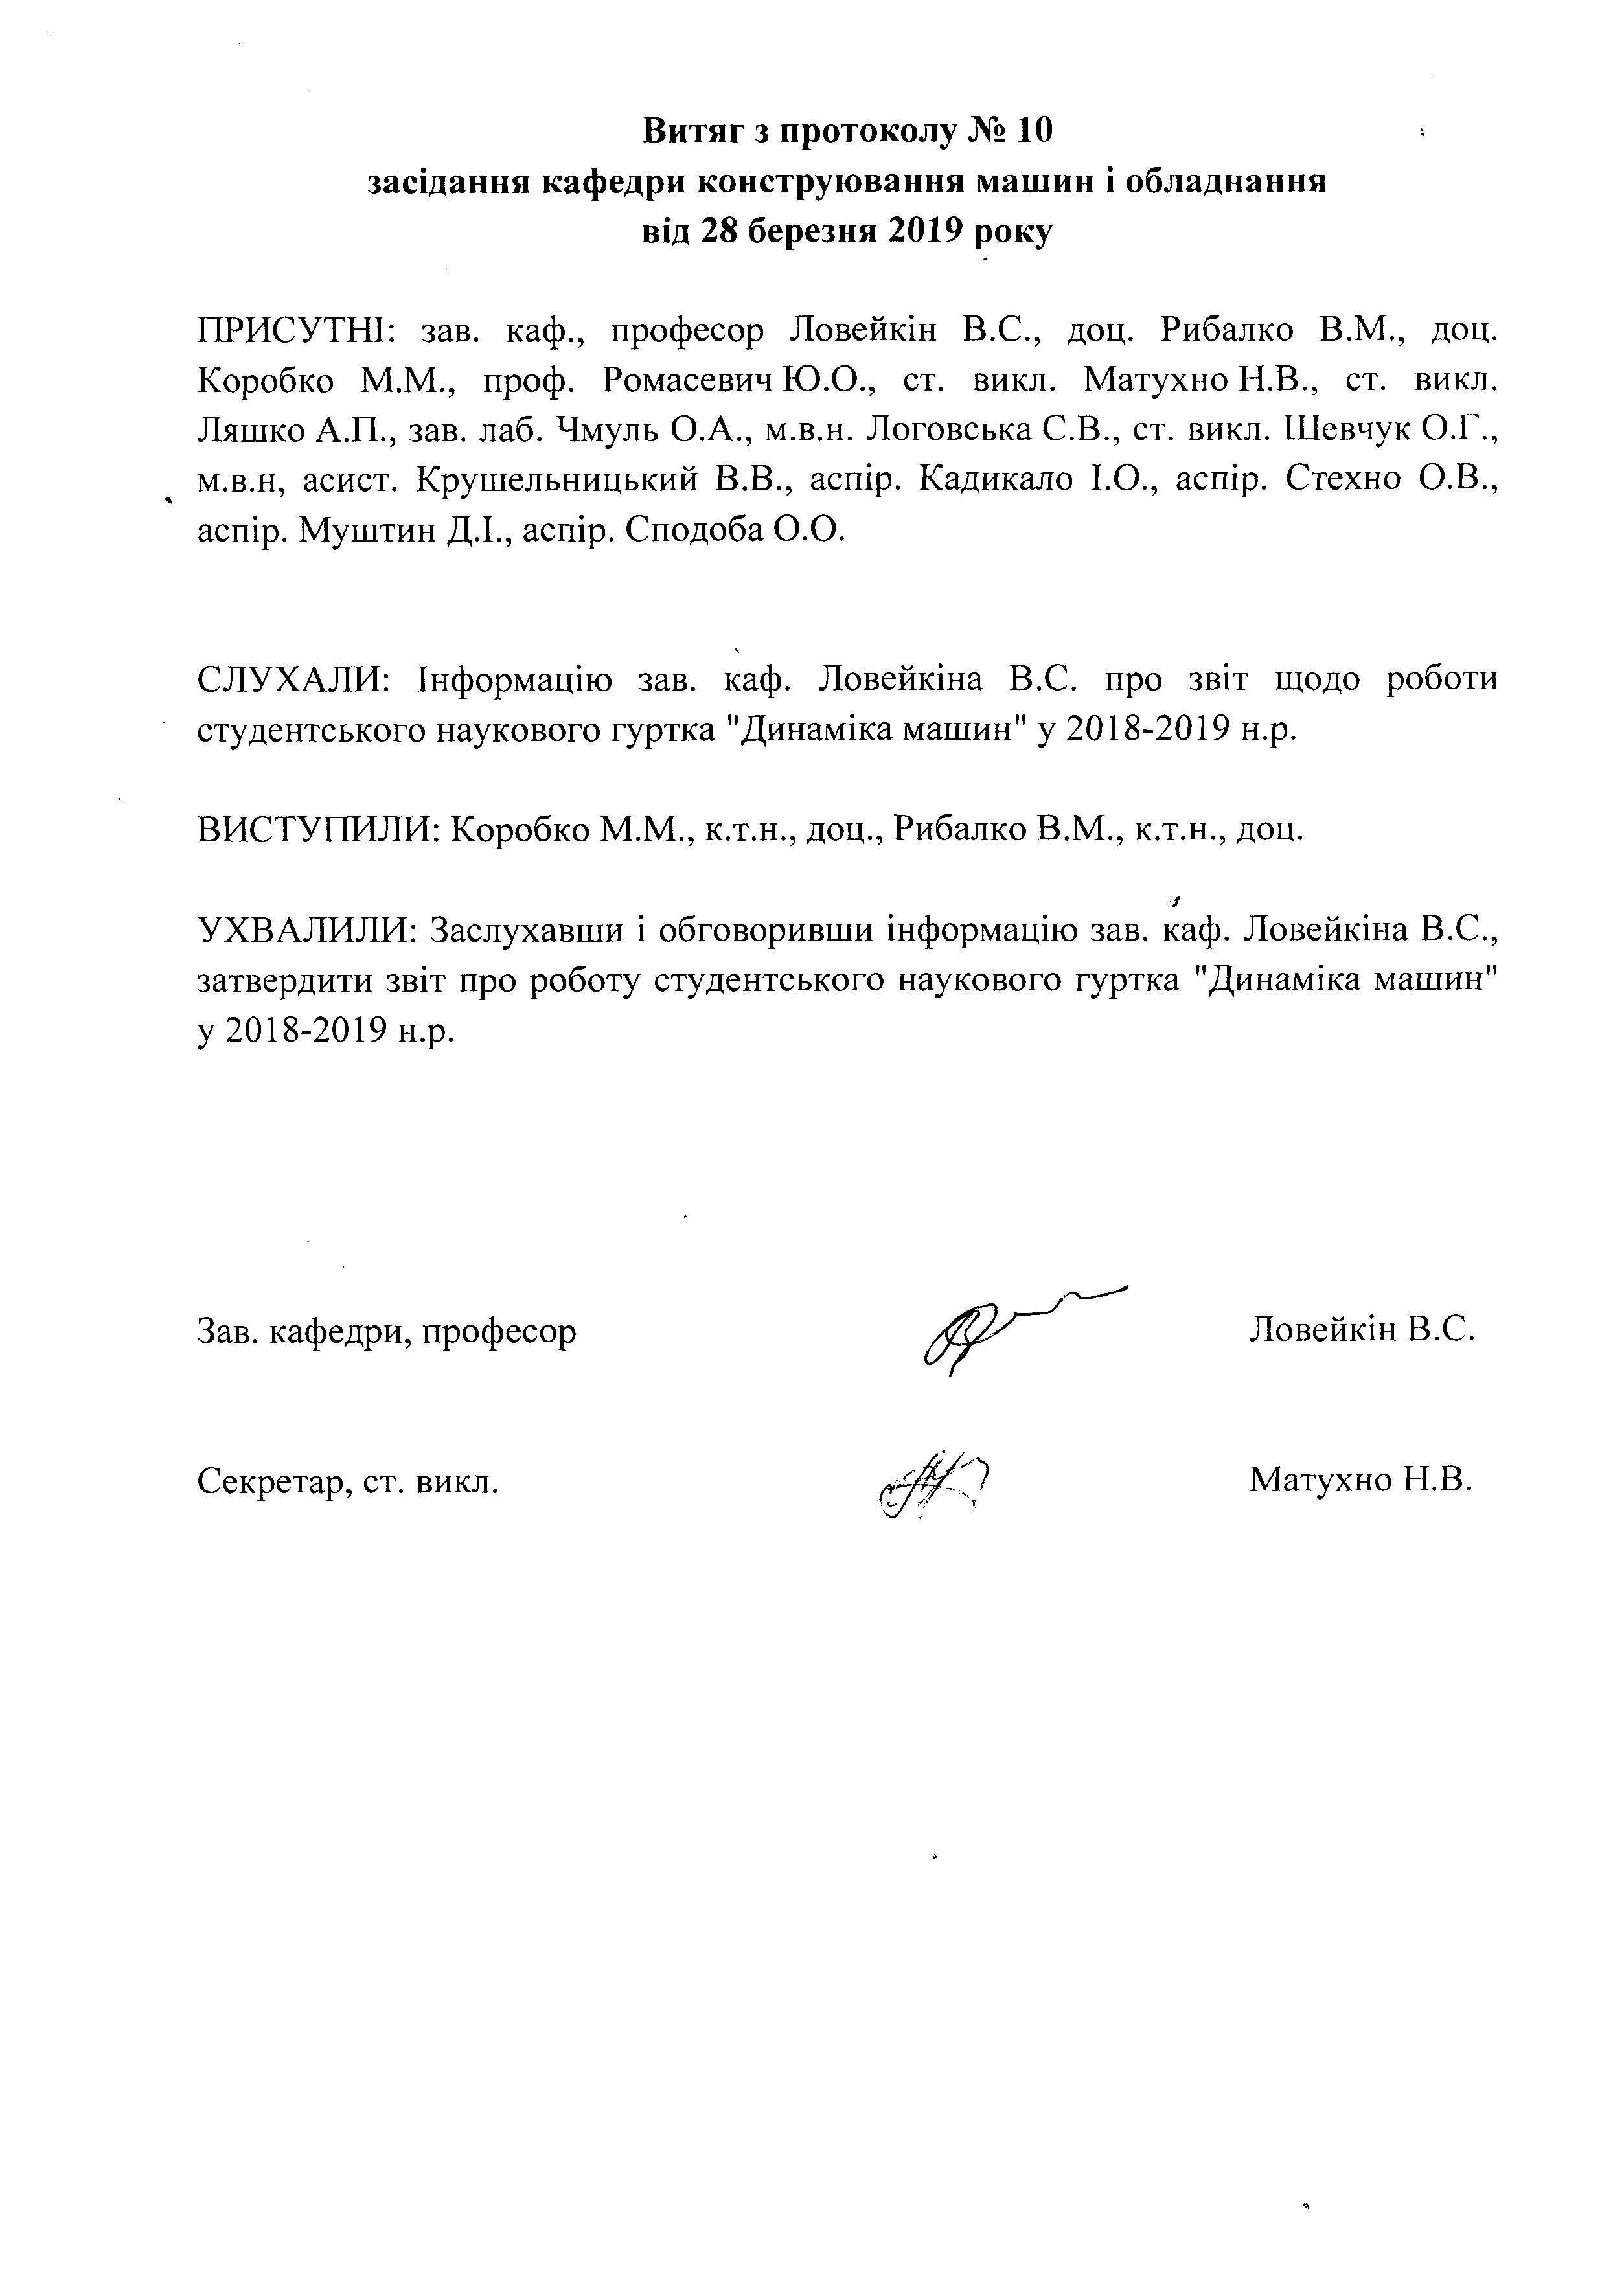 Витяг з протоколу № 10
засідання кафедри конструювання машин і обладнання
від 28 березня 2019 року
ПРИСУТНІ: зав. каф., професор Ловейкін В.С., доц. Рибалко В.М., доц.
Коробко М.М., проф. Ромасевич Ю.О., ст. викл. Матухно Н.В., ст. викл.
Ляшко А.П., зав. лаб. Чмуль О.А., м.в.н. Логовська С.В., ст. викл. Шевчук О.Г.,
м.в.н, асист. Крушельницький В.В., аспір. Кадикало І.О., аспір. Стехно О.В.,
аспір. Муштин Д.І., аспір. Сподоба О.О.
СЛУХАЛИ: Інформацію зав. каф. Ловейкіна В.С. про звіт щодо роботи
студентського наукового гуртка "Динаміка машин" у 2018-2019 н.р.
ВИСТУПИЛИ: Коробко М.М., к.т.н., доц., Рибалко В.М., к.т.н., доц.
УХВАЛИЛИ: Заслухавши і обговоривши інформацію зав. каф. Ловейкіна В.С.,
затвердити звіт про роботу студентського наукового гуртка "Динаміка машин"
у 2018-2019 н.р.
Зав. кафедри, професор Ловейкін В.С.
Секретар, ст. викл. Матухно Н.В.